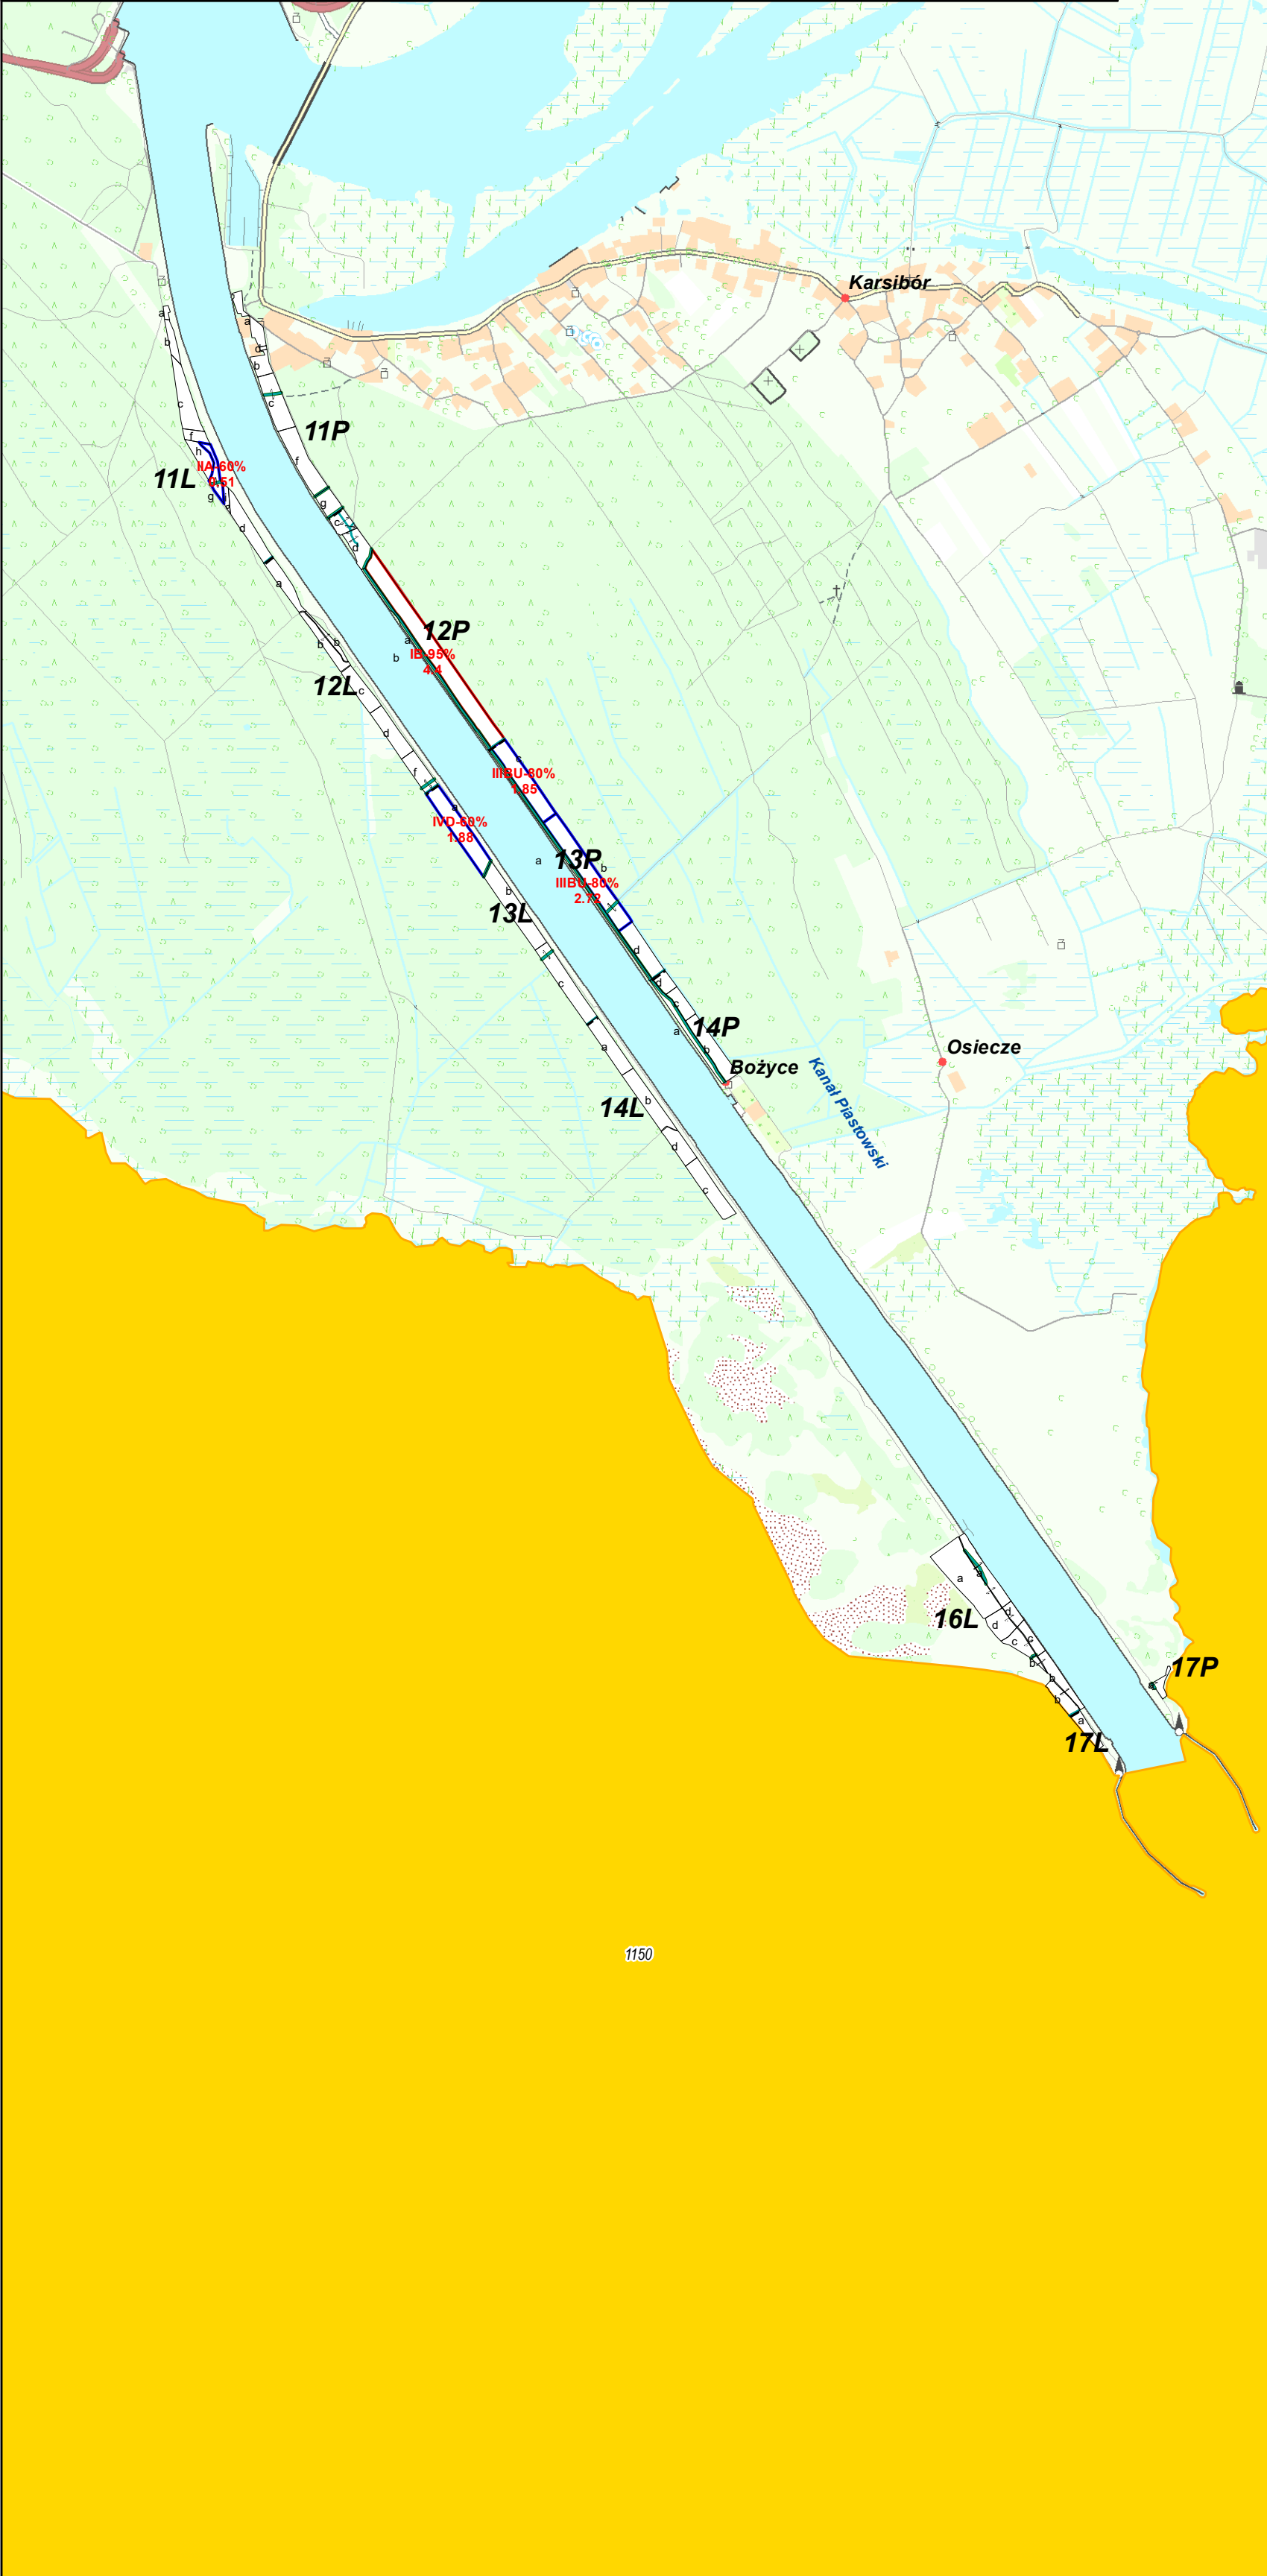 Karsibór
a
a
b
d
b
c
c
11P
f
f
h
IIA-60%
0.51
11L
g
g
c
d
d
a
12P
a
b
b
b
IB-95%
4.4
12L
c
d
c
f
IIIBU-80%
1.85
a
IVD-60%
1.88
a
13P
b
IIIBU-80%
2.72
b
13L
d
c
d
c
14P
a
a
b
Osiecze
Bożyce
Kanał Piastowski
b
14L
d
c
a
a
16L
d
d
c
c
b
b
17P
a
b
b
a
17L
1150